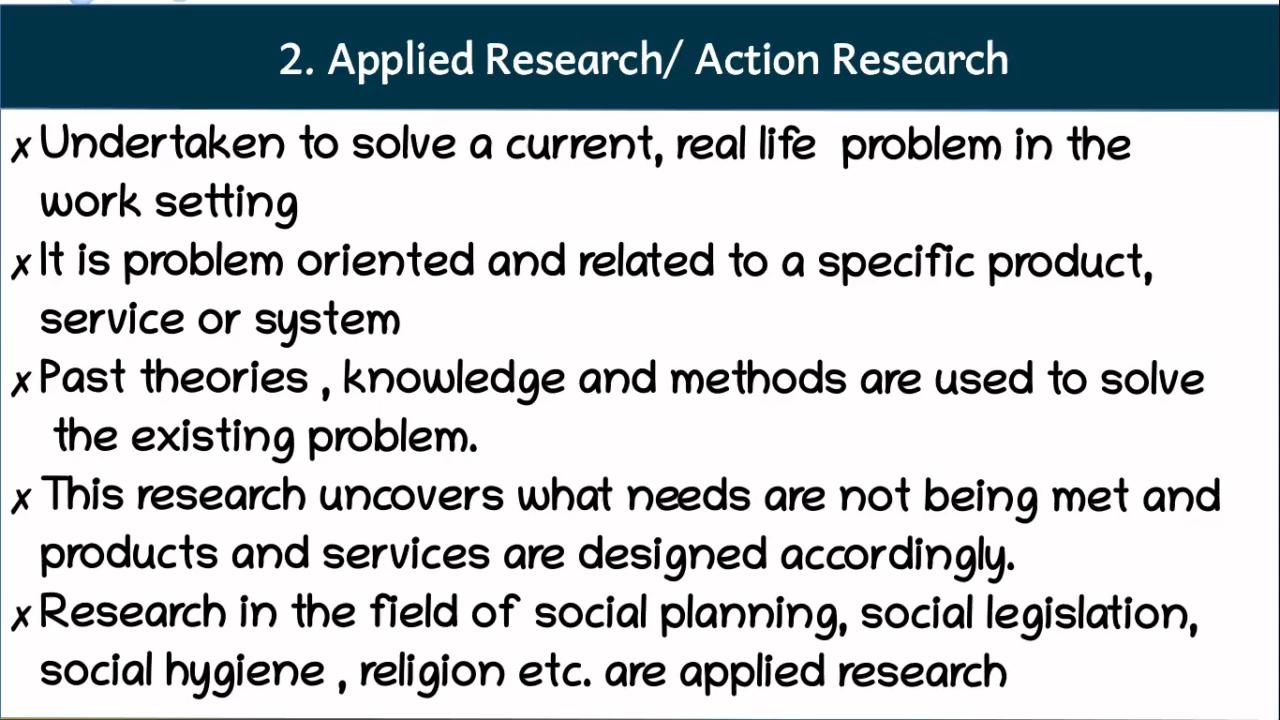 2. Applied Research/ Action Research
✗Undertaken to solve a current, real life problem in the
work setting
✗It is problem oriented and related to a specific product,
service or system
✗Past theories , knowledge and methods are used to solve
the existing problem.
✗This research uncovers what needs are not being met and
products and services are designed accordingly.
✗Research in the field of social planning, social legislation,
social hygiene , religion etc. are applied research